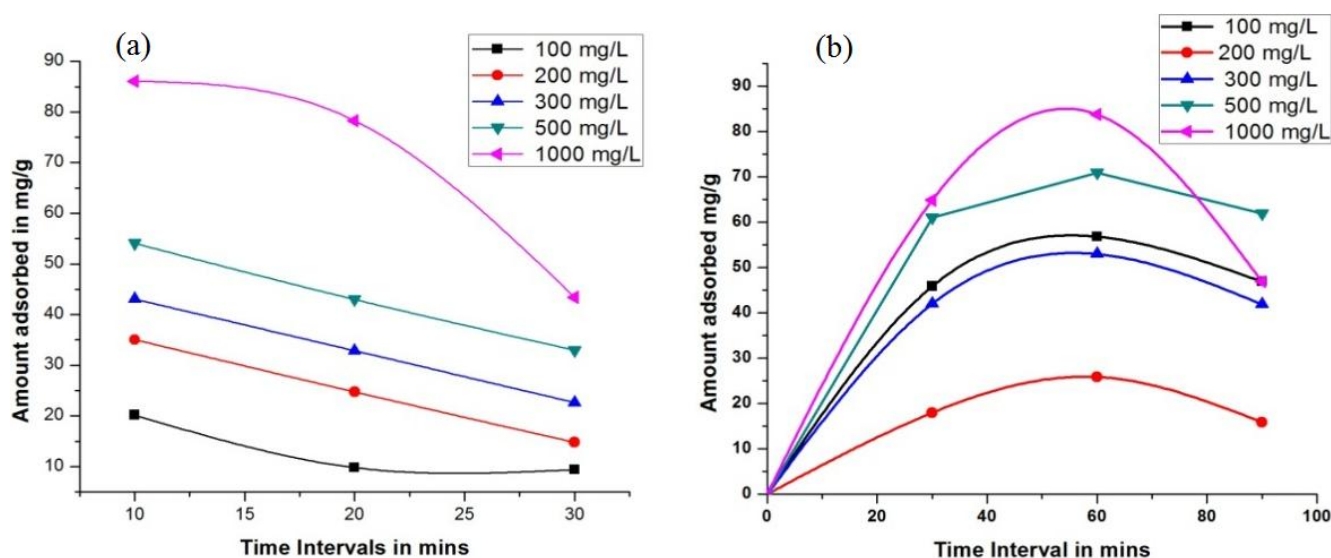 (a)
100 mg/L
200 mg/L
300 mg/L
500 mg/L
1000 mg/L
Amount adsorbed in mg/g
90
80
70
60
50
40
30
20
10
10 15 20 25 30
Time Intervals in mins
(b)
100 mg/L
200 mg/L
300 mg/L
500 mg/L
1000 mg/L
Amount adsorbed mg/g
90
80
70
60
50
40
30
20
10
0
0 20 40 60 80 100
Time Interval in mins